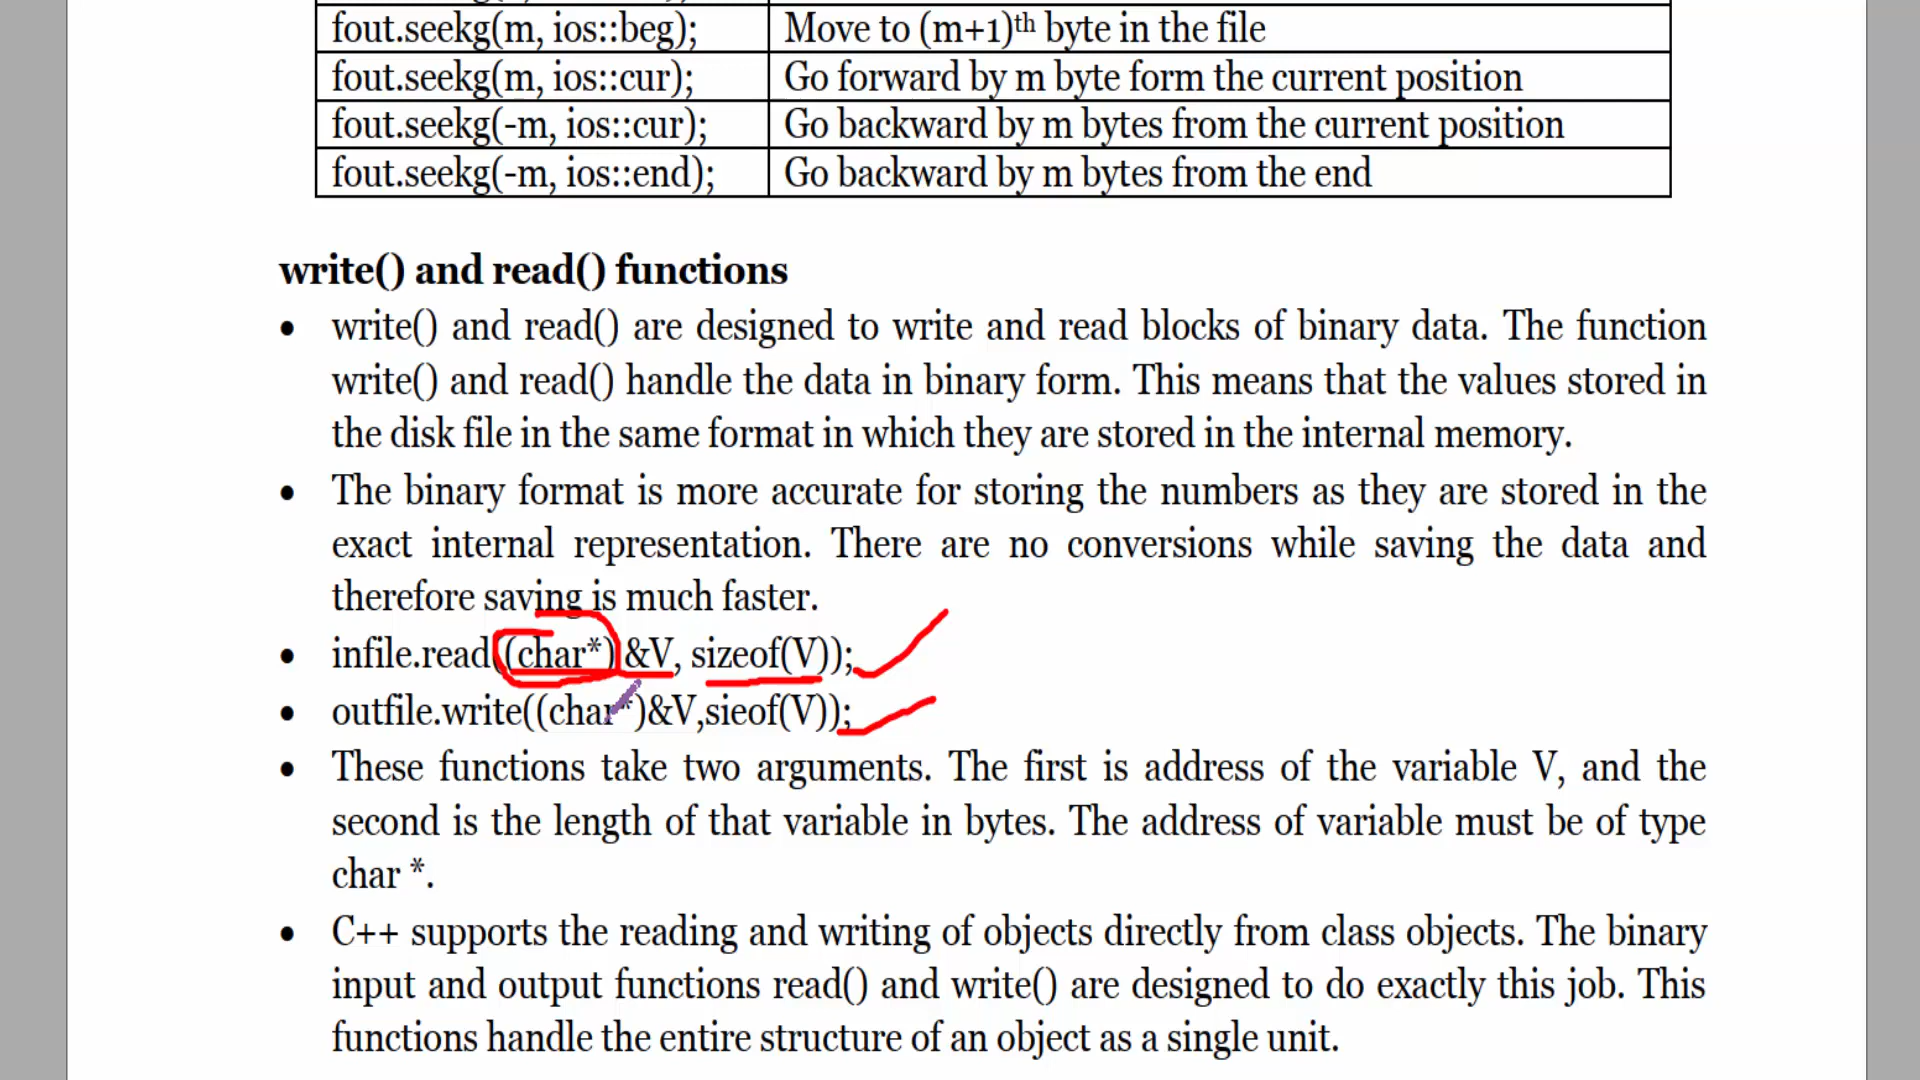 fout.seekg(m, ios::beg); Move to (m+1)th byte in the file
fout.seekg(m, ios::cur); Go forward by m byte form the current position
fout.seekg(-m, ios::cur); Go backward by m bytes from the current position
fout.seekg(-m, ios::end); Go backward by m bytes from the end
write() and read() functions
• write() and read() are designed to write and read blocks of binary data. The function
write() and read() handle the data in binary form. This means that the values stored in
the disk file in the same format in which they are stored in the internal memory.
• The binary format is more accurate for storing the numbers as they are stored in the
exact internal representation. There are no conversions while saving the data and
therefore saving is much faster.
• infile.read((char*) &V, sizeof(V));
• outfile.write((char*)&V,sieof(V));
• These functions take two arguments. The first is address of the variable V, and the
second is the length of that variable in bytes. The address of variable must be of type
char *.
• C++ supports the reading and writing of objects directly from class objects. The binary
input and output functions read() and write() are designed to do exactly this job. This
functions handle the entire structure of an object as a single unit.